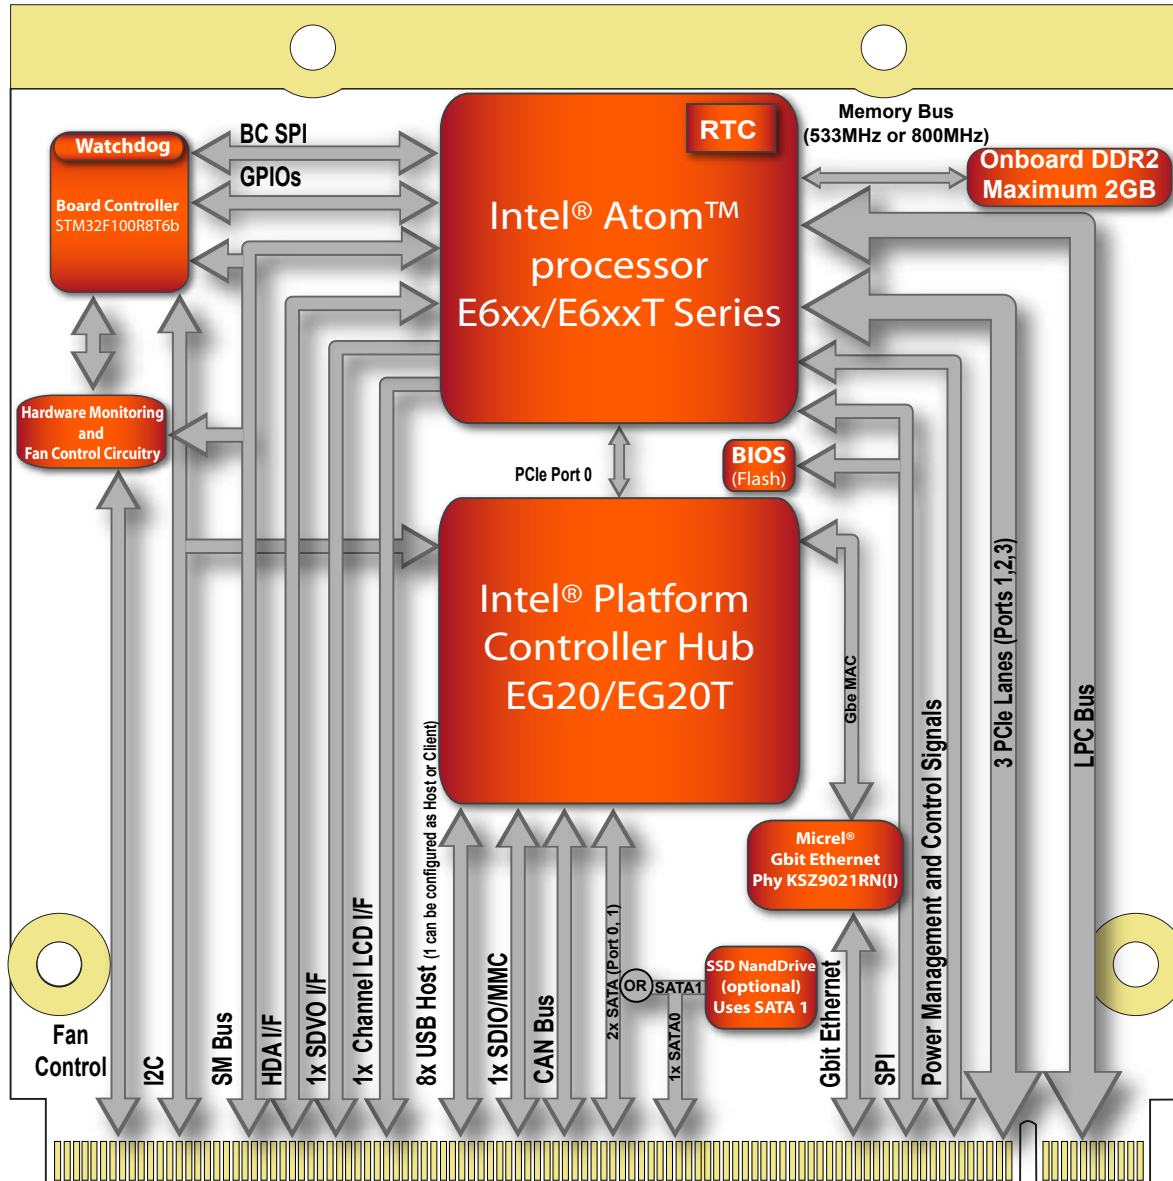 Memory Bus
(533MHz or 800MHz)
RTC
BC SPI
GPIOs
Watchdog
Board Controller
STM32F100R8T6b
Onboard DDR2
Maximum 2GB
Intel® Atom™
processor
E6xx/E6xxT Series
Hardware Monitoring
and
Fan Control Circuitry
PCIe Port 0
BIOS
(Flash)
Intel® Platform
Controller Hub
EG20/EG20T
Gbe MAC
3 PCIe Lanes (Ports 1,2,3)
LPC Bus
Micrel®
Gbit Ethernet
Phy KSZ9021RN(I)
SSD NandDrive
(optional)
Uses SATA 1
OR
SATA1
Fan
Control
I2C
SM Bus
HDA I/F
1x SDVO I/F
1x Channel LCD I/F
8x USB Host (1 can be configured as Host or Client)
1x SDIO/MMC
CAN Bus
2x SATA (Port 0, 1)
1x SATA0
Gbit Ethernet
SPI
Power Management and Control Signals